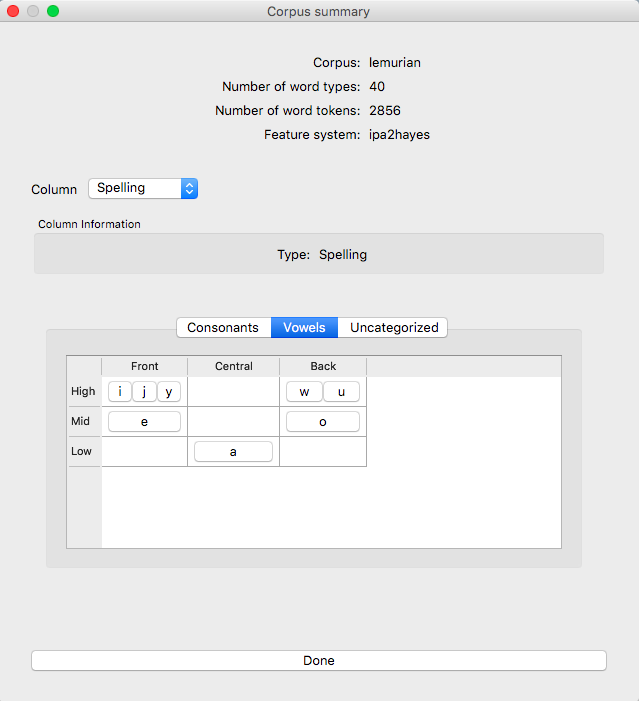 Corpus summary
Corpus: lemurian
Number of word types: 40
Number of word tokens: 2856
Feature system: ipa2hayes
Column Spelling
Column Information
Type: Spelling
Consonants Vowels Uncategorized
Front Central Back
High i j y w u
Mid e o
Low a
Done